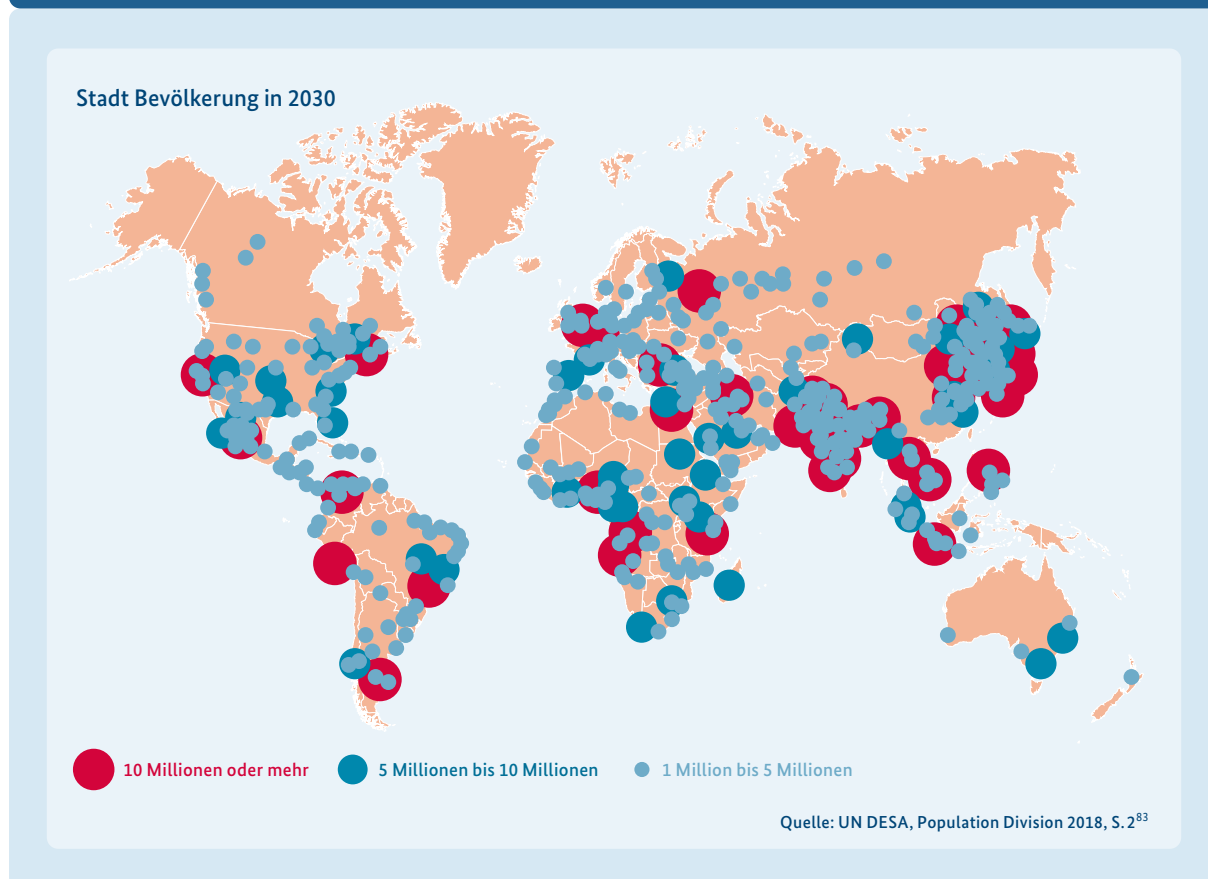 Stadt Bevölkerung in 2030
10 Millionen oder mehr
5 Millionen bis 10 Millionen
1 Million bis 5 Millionen
Quelle: UN DESA, Population Division 2018, S. 2⁸³